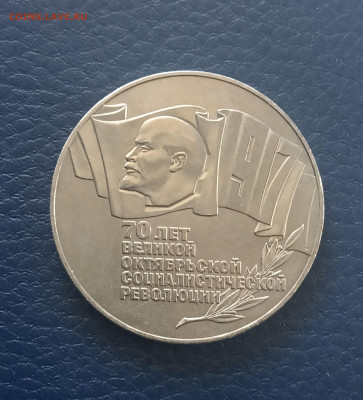 1917
70 ЛЕТ
ВЕЛИКОЙ
ОКТЯБРЬСКОЙ
СОЦИАЛИСТИЧЕСКОЙ
РЕВОЛЮЦИИ